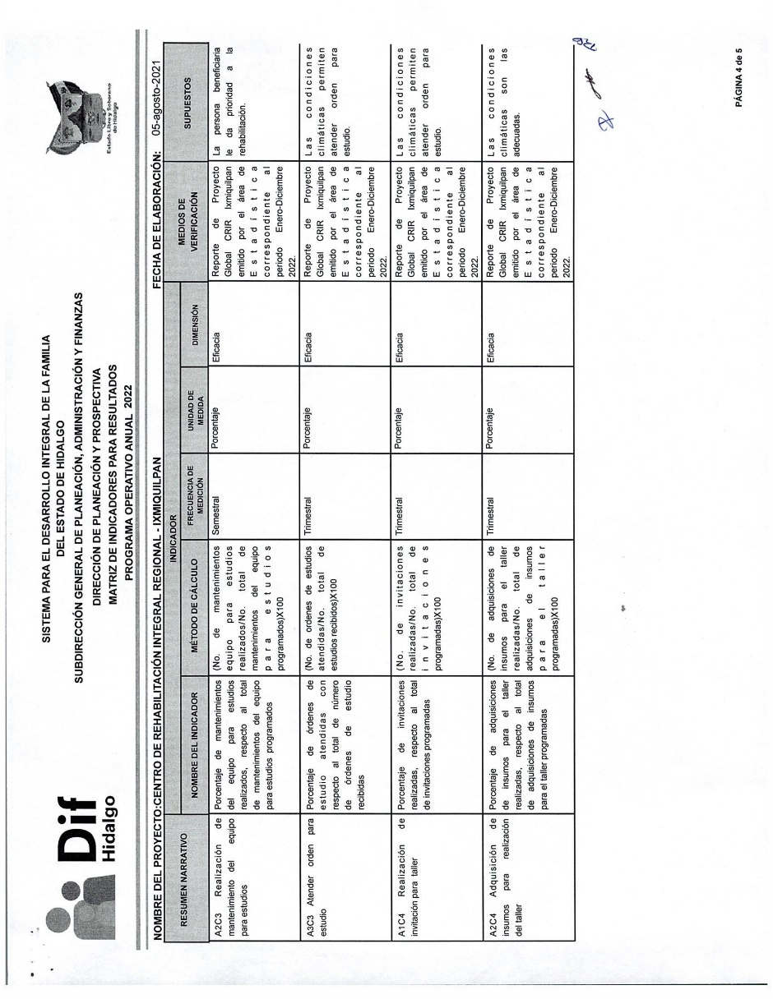 Dif
Hidalgo
SISTEMA PARA EL DESARROLLO INTEGRAL DE LA FAMILIA
DEL ESTADO DE HIDALGO
SUBDIRECCIÓN GENERAL DE PLANEACIÓN, ADMINISTRACIÓN Y FINANZAS
DIRECCIÓN DE PLANEACIÓN Y PROSPECTIVA
MATRIZ DE INDICADORES PARA RESULTADOS
PROGRAMA OPERATIVO ANUAL 2022
Estado Libre y Soberano
de Hidalgo
NOMBRE DEL PROYECTO:CENTRO DE REHABILITACIÓN INTEGRAL REGIONAL - IXMIQUILPAN
FECHA DE ELABORACIÓN: 05-agosto-2021
RESUMEN NARRATIVO
INDICADOR
NOMBRE DEL INDICADOR
MÉTODO DE CÁLCULO
FRECUENCIA DE
MEDICIÓN
UNIDAD DE
MEDIDA
DIMENSIÓN
MEDIOS DE
VERIFICACIÓN
SUPUESTOS
A2C3 Realización de
mantenimiento del equipo
para estudios
Porcentaje de mantenimientos
del equipo para estudios
realizados, respecto al total
de mantenimientos del equipo
para estudios programados
(No. de mantenimientos
equipo para estudios
realizados/No. total de
mantenimientos del equipo
para estudios
programados)X100
Semestral
Porcentaje
Eficacia
Reporte de Proyecto
Global CRIR Ixmiquilpan
emitido por el área de
Estadística
correspondiente al
período Enero-Diciembre
2022.
La persona beneficiaria
le da prioridad a la
rehabilitación.
A3C3 Atender orden para
estudio
Porcentaje de órdenes de
estudio atendidas con
respecto al total de número
de órdenes de estudio
recibidas
(No. de ordenes de estudios
atendidas/No. total de
estudios recibidos)X100
Trimestral
Porcentaje
Eficacia
Reporte de Proyecto
Global CRIR Ixmiquilpan
emitido por el área de
Estadística
correspondiente al
período Enero-Diciembre
2022.
Las condiciones
climáticas permiten
atender orden para
estudio.
A1C4 Realización de
invitación para taller
Porcentaje de invitaciones
realizadas, respecto al total
de invitaciones programadas
(No. de invitaciones
realizadas/No. total de
invitaciones
programadas)X100
Trimestral
Porcentaje
Eficacia
Reporte de Proyecto
Global CRIR Ixmiquilpan
emitido por el área de
Estadística
correspondiente al
período Enero-Diciembre
2022.
Las condiciones
climáticas permiten
atender orden para
estudio.
A2C4 Adquisición de
insumos para realización
del taller
Porcentaje de adquisiciones
de insumos para el taller
realizadas, respecto al total
de adquisiciones de insumos
para el taller programadas
(No. de adquisiciones de
insumos para el taller
realizadas/No. total de
adquisiciones de insumos
para el taller
programadas)X100
Trimestral
Porcentaje
Eficacia
Reporte de Proyecto
Global CRIR Ixmiquilpan
emitido por el área de
Estadística
correspondiente al
período Enero-Diciembre
2022.
Las condiciones
climáticas son las
adecuadas.
PÁGINA 4 de 5